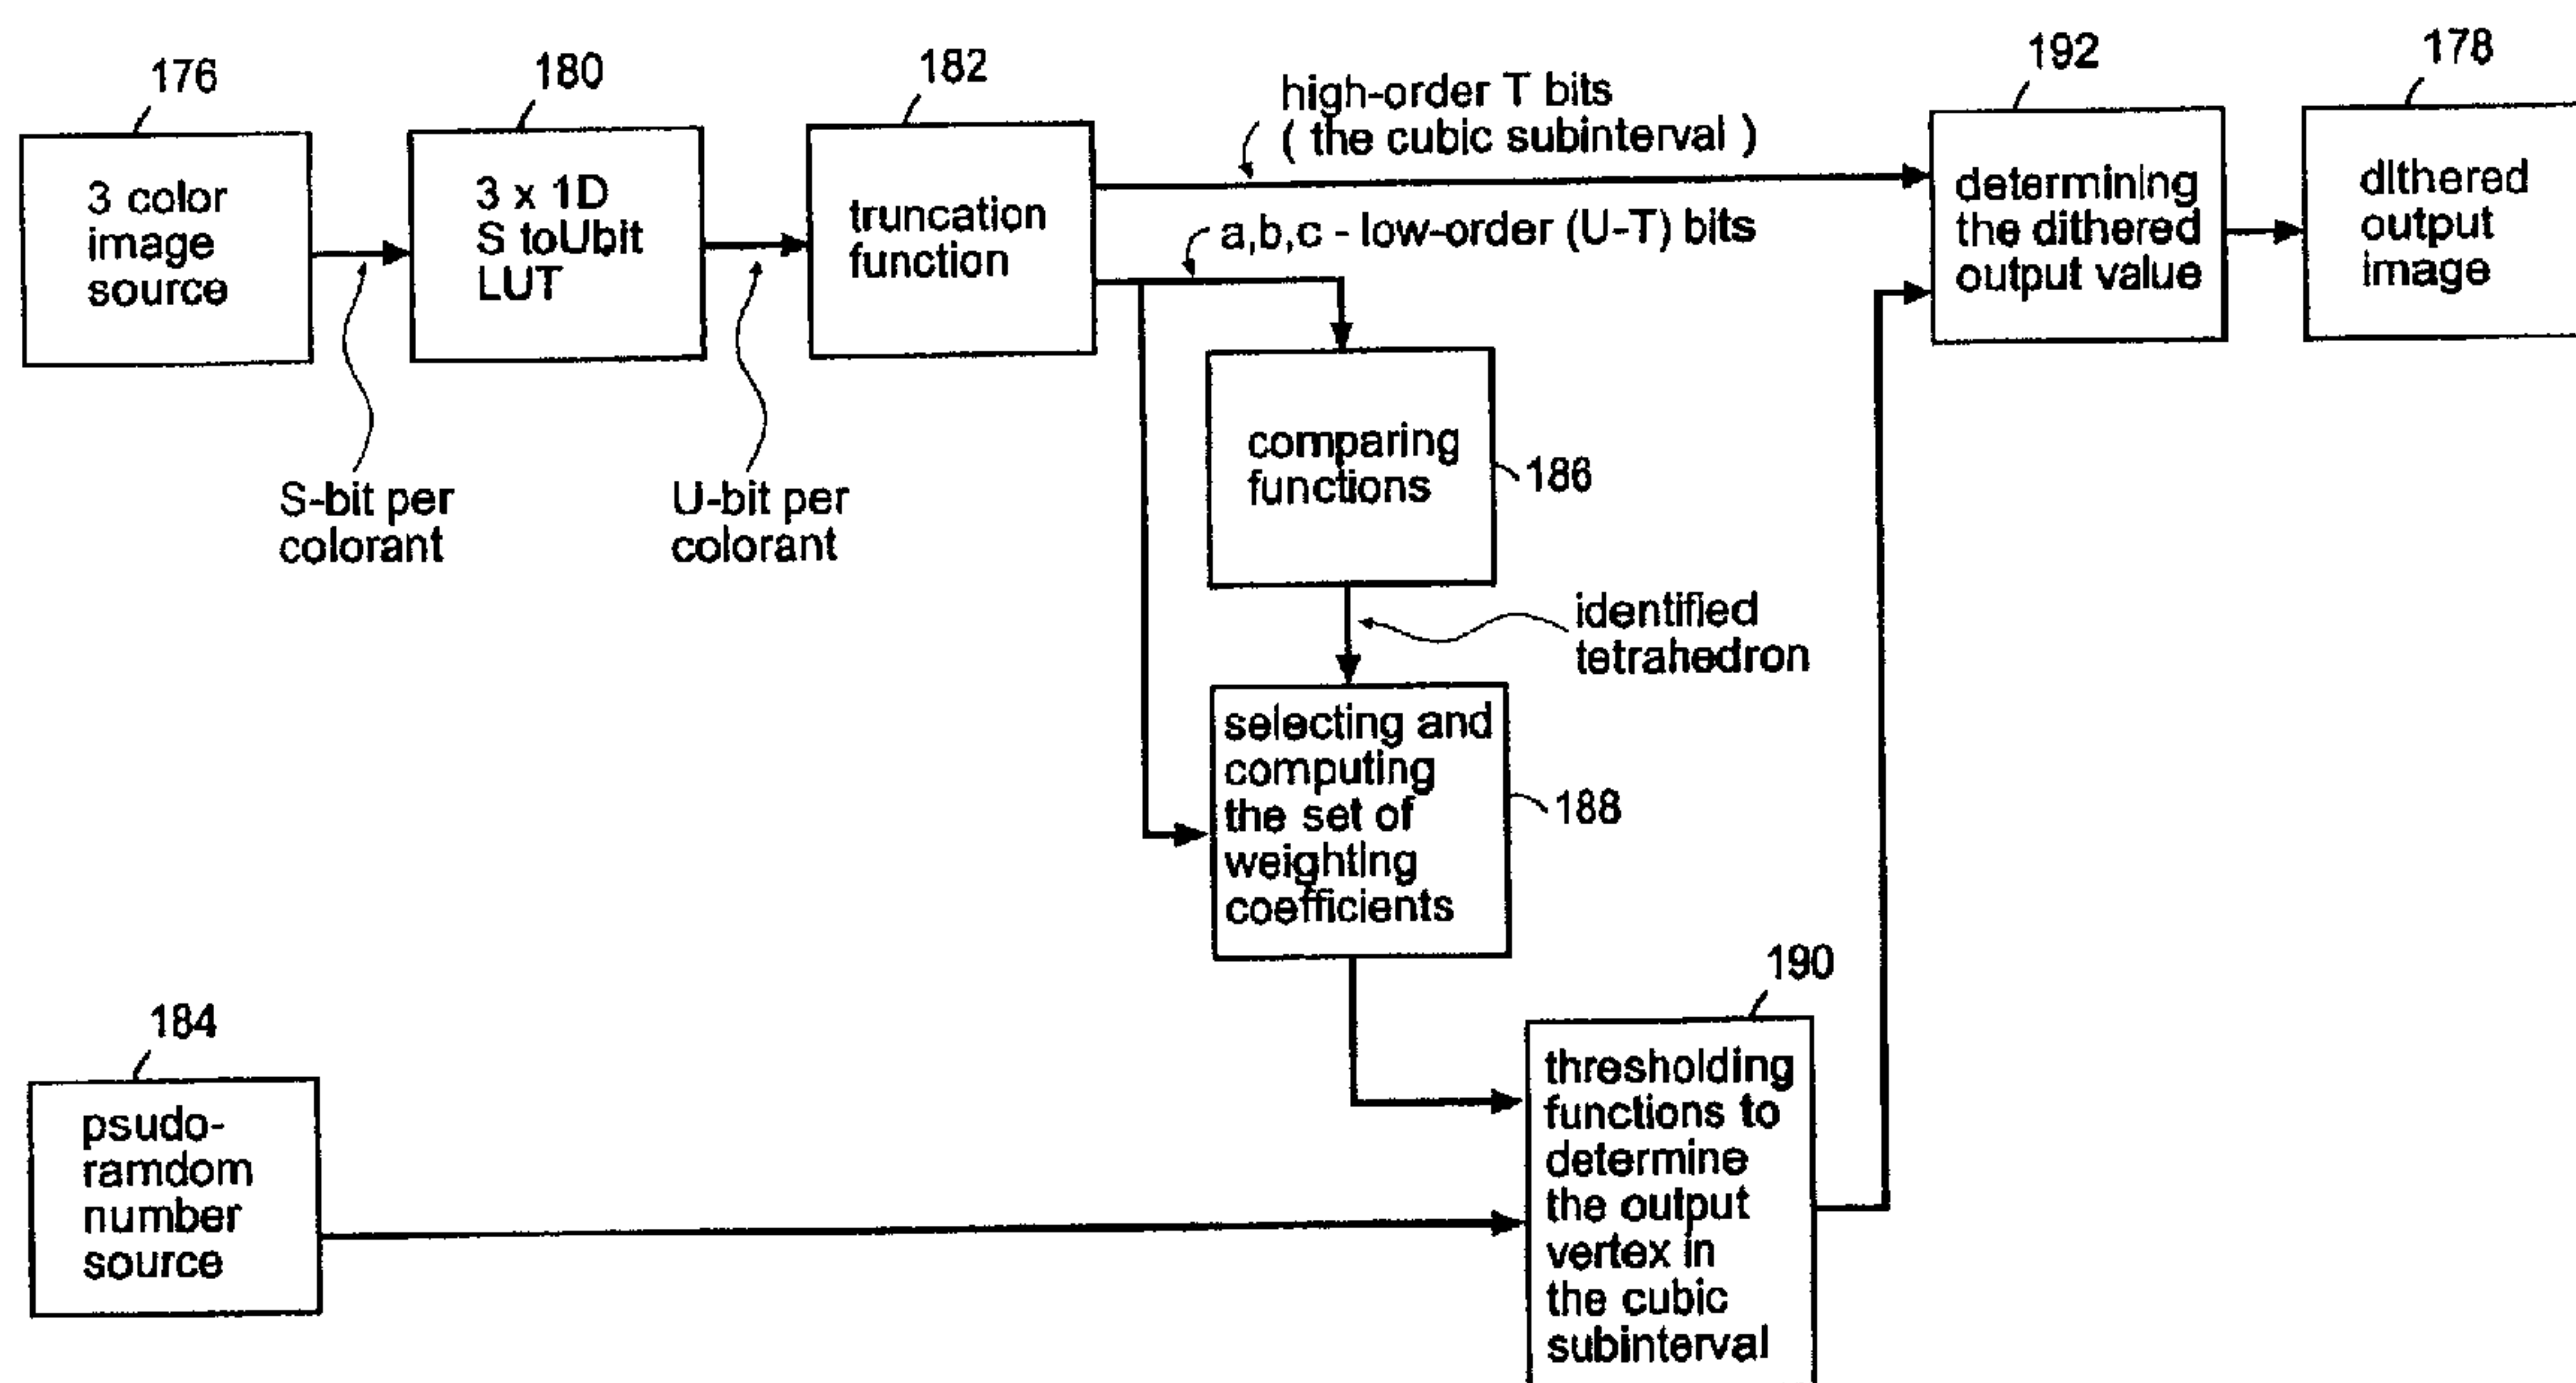 176
180
182
192
178
3 color
image
source
3 x 1D
S toUbit
LUT
truncation
function
high-order T bits
( the cubic subinterval )
a,b,c - low-order (U-T) bits
determining
the dithered
output value
dithered
output
image
S-bit per
colorant
U-bit per
colorant
comparing
functions
186
identified
tetrahedron
selecting and
computing
the set of
weighting
coefficients
188
184
psudo-
ramdom
number
source
190
thresholding
functions to
determine
the output
vertex in
the cubic
subinterval